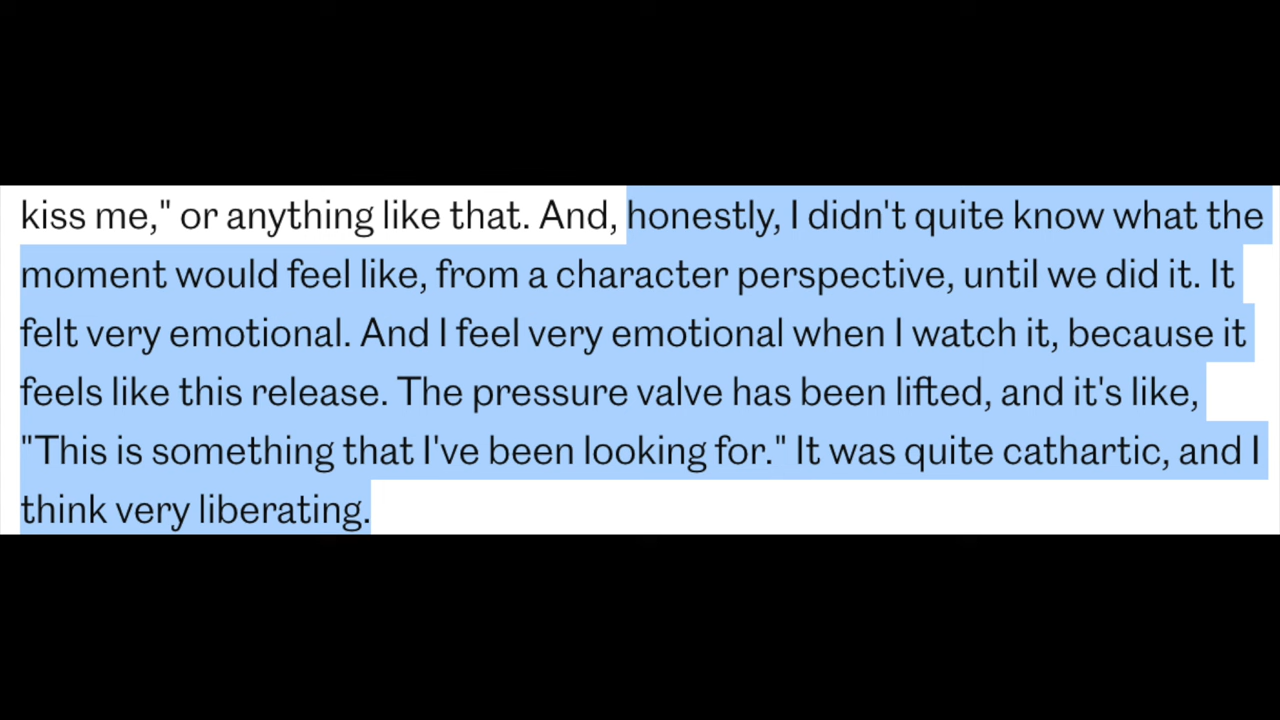 kiss me," or anything like that. And, honestly, I didn't quite know what the
moment would feel like, from a character perspective, until we did it. It
felt very emotional. And I feel very emotional when I watch it, because it
feels like this release. The pressure valve has been lifted, and it's like,
"This is something that I've been looking for." It was quite cathartic, and I
think very liberating.